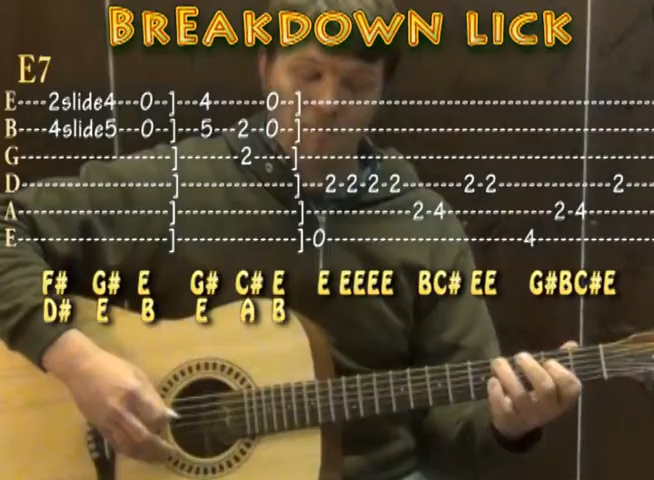 BREAKDOWN LICK
E7
E----2slide4---0--]--4-------0--]--------------------------------
B----4slide5---0--]--5---2--0--]--------------------------------
G------------------]-------2----]--------------------------------
D------------------]------------]---2-2-2-2-------2-2------------2---
A------------------]------------]------------2-4------------2-4------
E------------------]------------]-0----------------------4-----------
F# G# E G# C# E E EEEE BC# EE G#BC#E
D# E B E A B